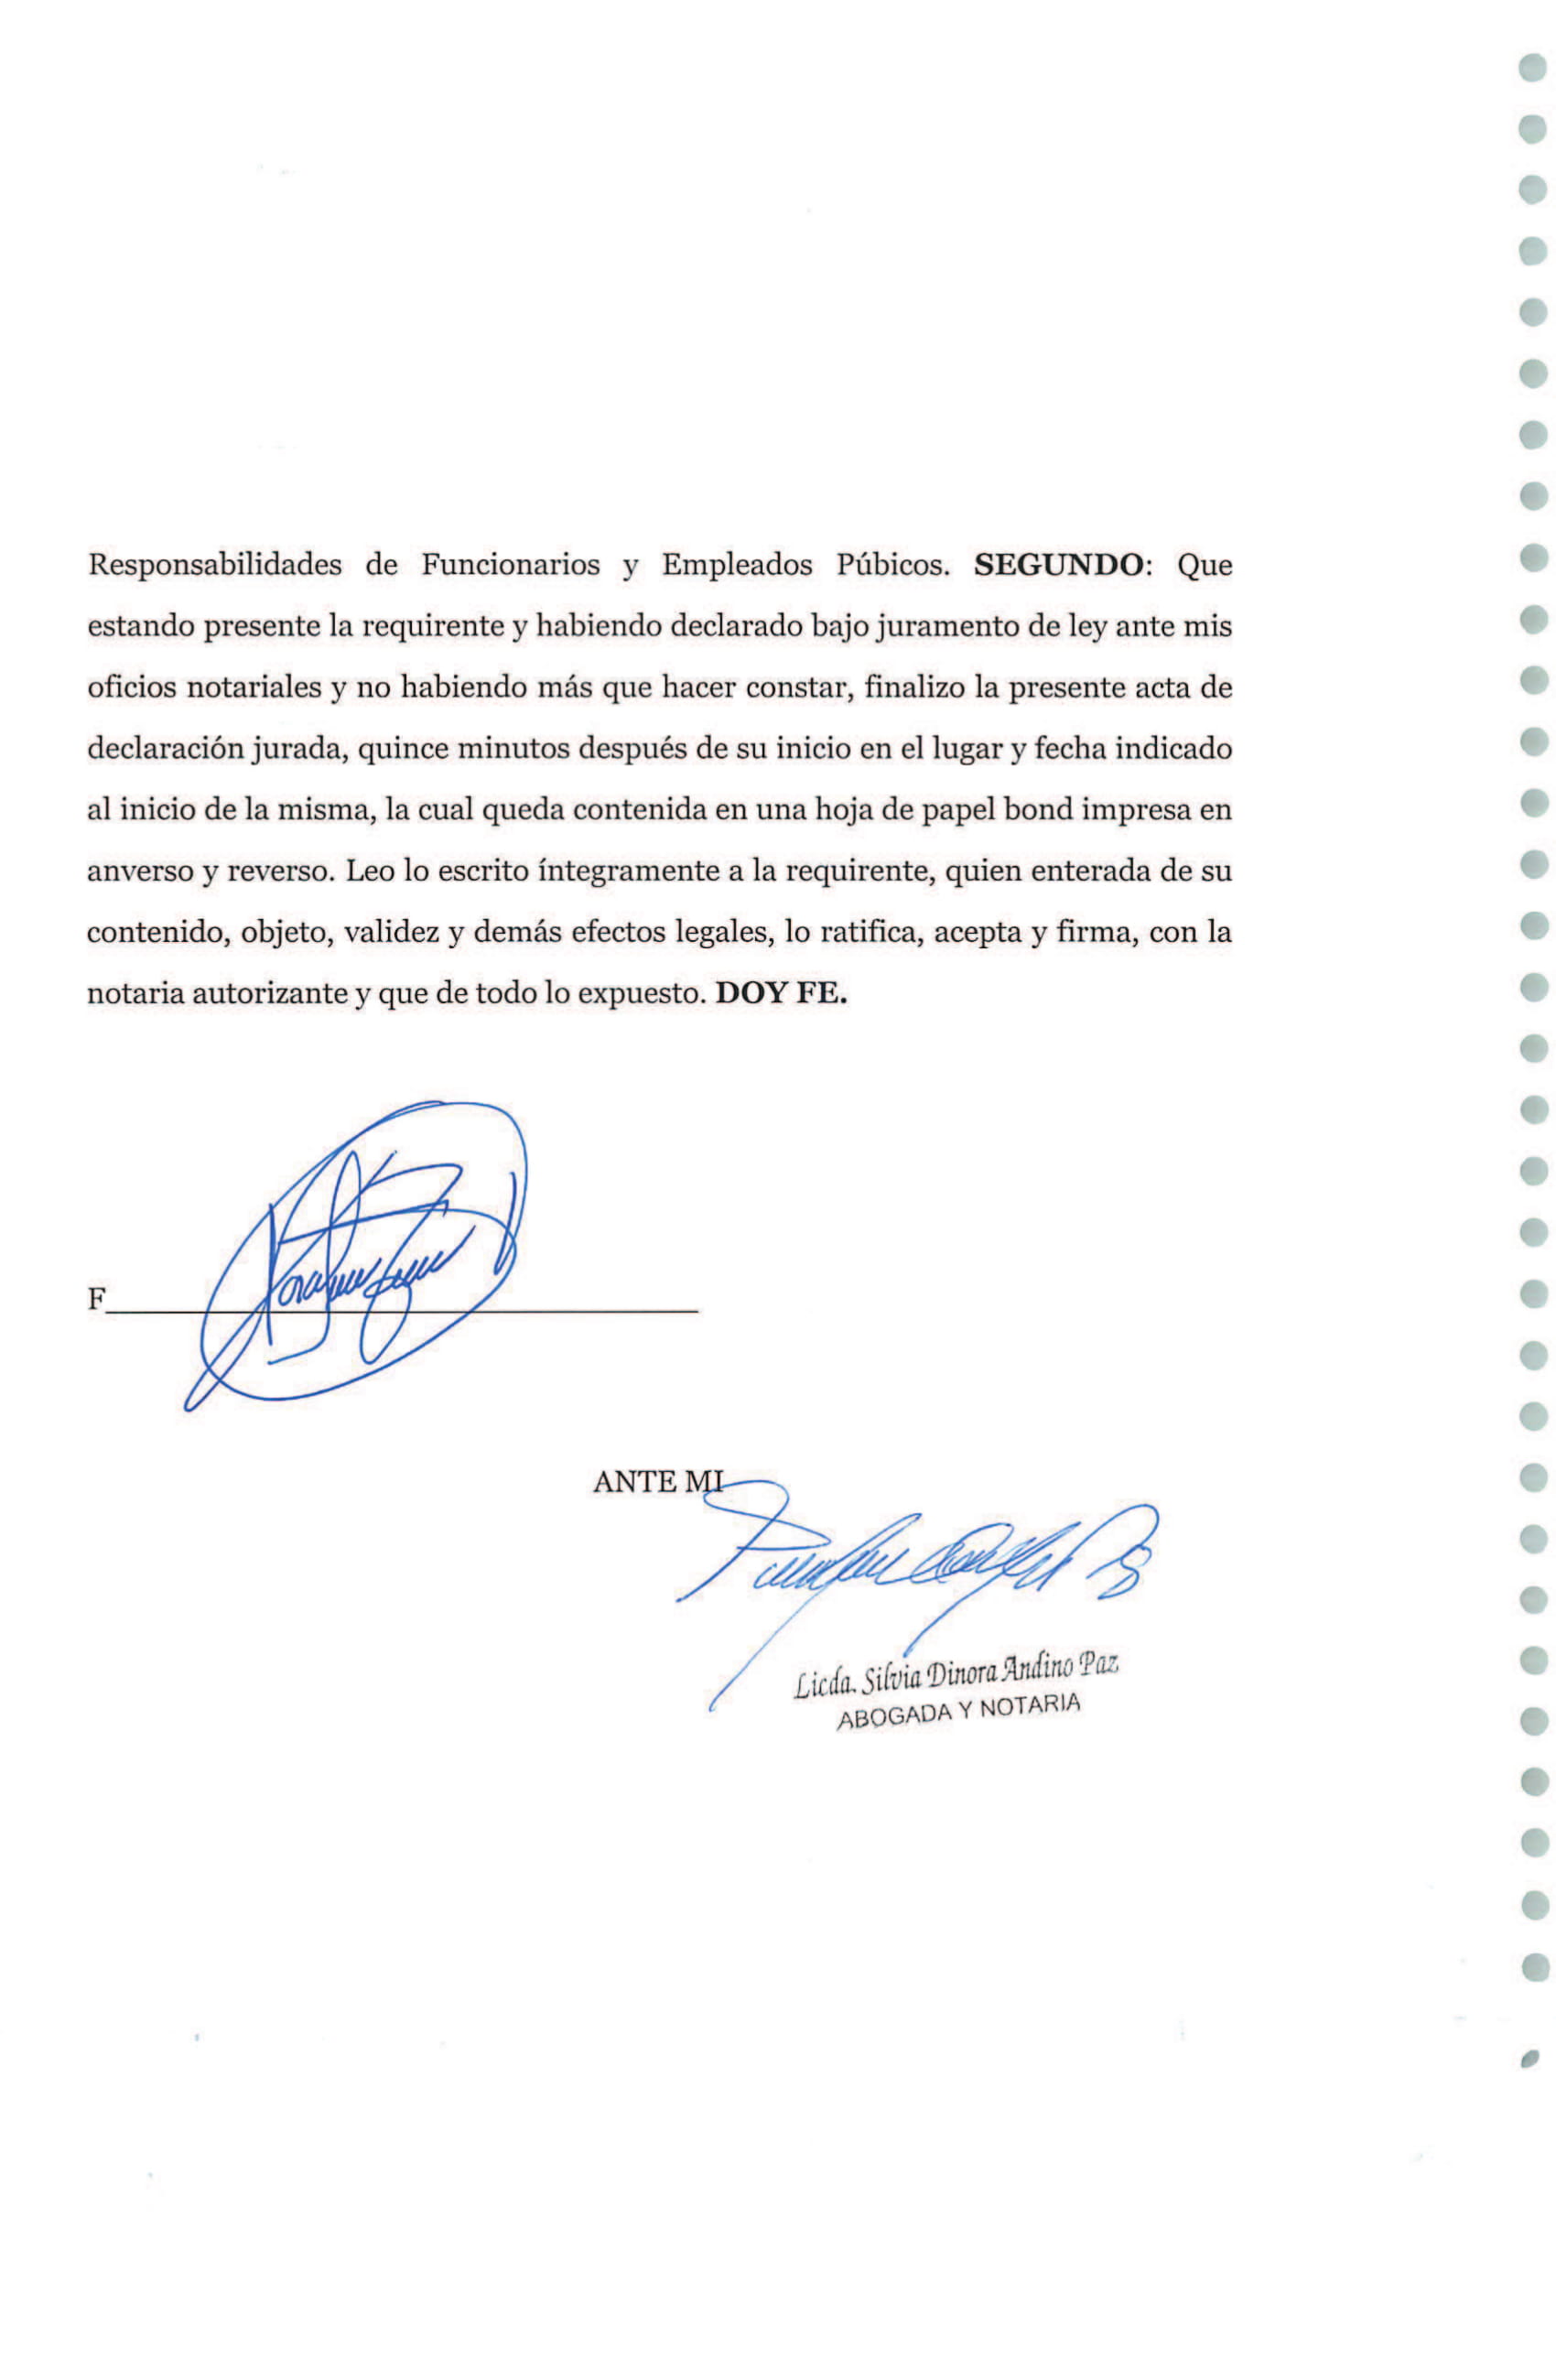 Responsabilidades de Funcionarios y Empleados Púbicos. SEGUNDO: Que
estando presente la requirente y habiendo declarado bajo juramento de ley ante mis
oficios notariales y no habiendo más que hacer constar, finalizo la presente acta de
declaración jurada, quince minutos después de su inicio en el lugar y fecha indicado
al inicio de la misma, la cual queda contenida en una hoja de papel bond impresa en
anverso y reverso. Leo lo escrito íntegramente a la requirente, quien enterada de su
contenido, objeto, validez y demás efectos legales, lo ratifica, acepta y firma, con la
notaria autorizante y que de todo lo expuesto. DOY FE.
F
ANTE MI
Licda. Silvia Dinora Andino Paz
ABOGADA Y NOTARIA